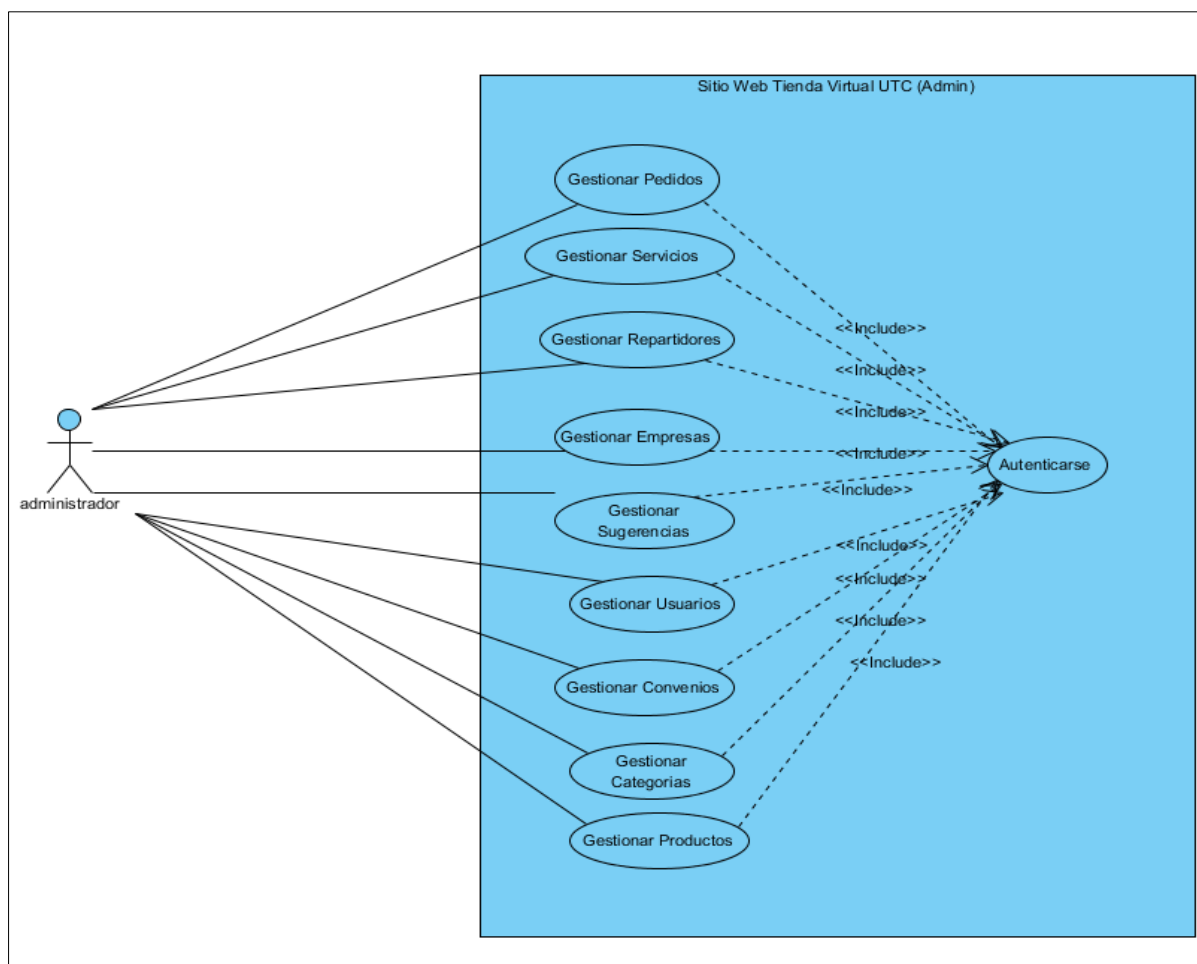 Sitio Web Tienda Virtual UTC (Admin)
Gestionar Pedidos
Gestionar Servicios
Gestionar Repartidores
<<Include>>
<<Include>>
<<Include>>
Gestionar Empresas
<<Include>>
Autenticarse
administrador
<<Include>>
Gestionar
Sugerencias
<<Include>>
<<Include>>
Gestionar Usuarios
<<Include>>
<<Include>>
Gestionar Convenios
Gestionar
Categorias
Gestionar Productos